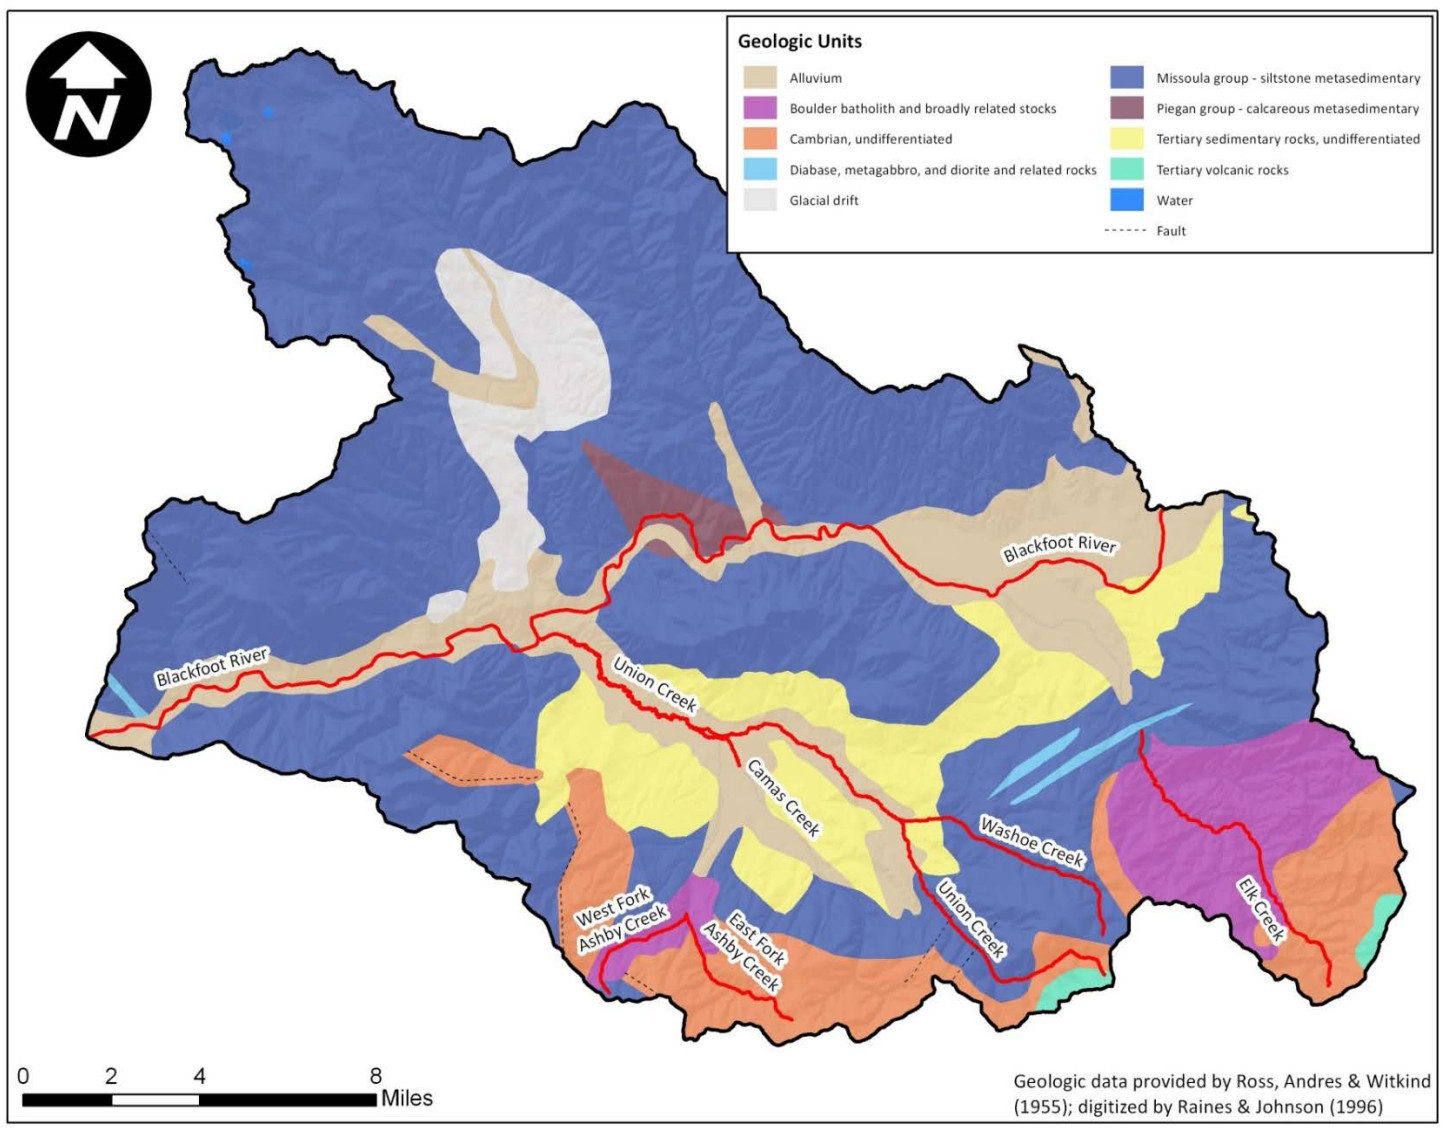 N
Geologic Units
Alluvium
Boulder batholith and broadly related stocks
Cambrian, undifferentiated
Diabase, metagabbro, and diorite and related rocks
Glacial drift
Missoula group - siltstone metasedimentary
Piegan group - calcareous metasedimentary
Tertiary sedimentary rocks, undifferentiated
Tertiary volcanic rocks
Water
Fault
Blackfoot River
Blackfoot River
Union Creek
Camas Creek
Washoe Creek
Union Creek
Elk Creek
West Fork
Ashby Creek
East Fork
Ashby Creek
0 2 4 8
Miles
Geologic data provided by Ross, Andres & Witkind
(1955); digitized by Raines & Johnson (1996)